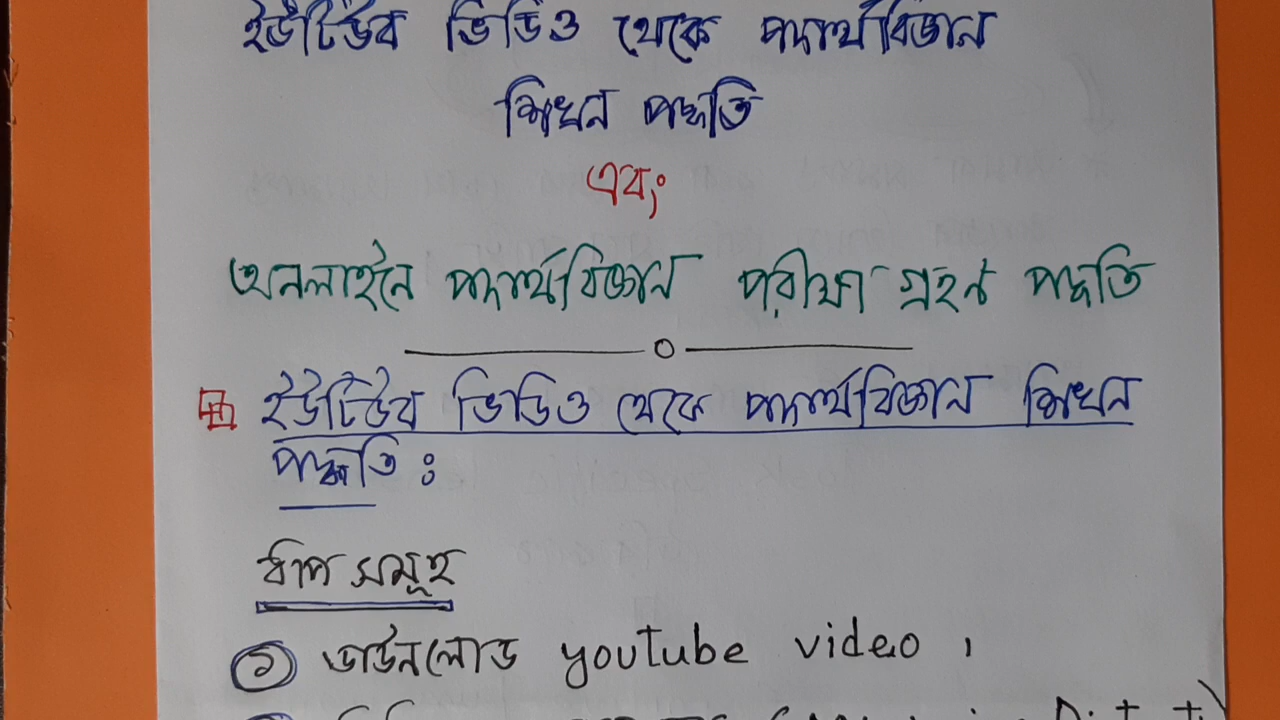 ইউটিউব ভিডিও থেকে পদার্থবিজ্ঞান
শিখন পদ্ধতি
এবং
অনলাইনে পদার্থবিজ্ঞান পরীক্ষা গ্রহণ পদ্ধতি
ইউটিউব ভিডিও থেকে পদার্থবিজ্ঞান শিখন
পদ্ধতি :
ধাপ সমূহ
১ ডাউনলোড youtube video ।